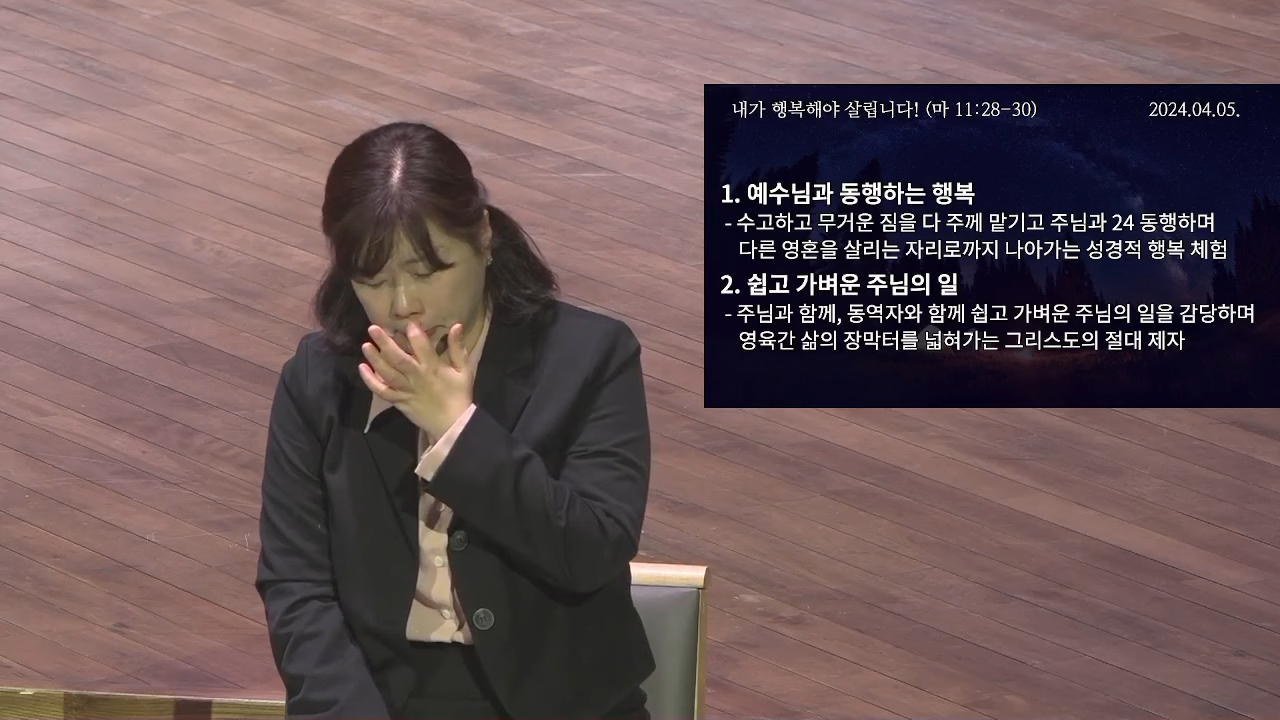 내가 행복해야 살립니다! (마 11:28-30)
2024.04.05.
1. 예수님과 동행하는 행복
- 수고하고 무거운 짐을 다 주께 맡기고 주님과 24 동행하며
다른 영혼을 살리는 자리로까지 나아가는 성경적 행복 체험
2. 쉽고 가벼운 주님의 일
- 주님과 함께, 동역자와 함께 쉽고 가벼운 주님의 일을 감당하며
영육간 삶의 장막터를 넓혀가는 그리스도의 절대 제자